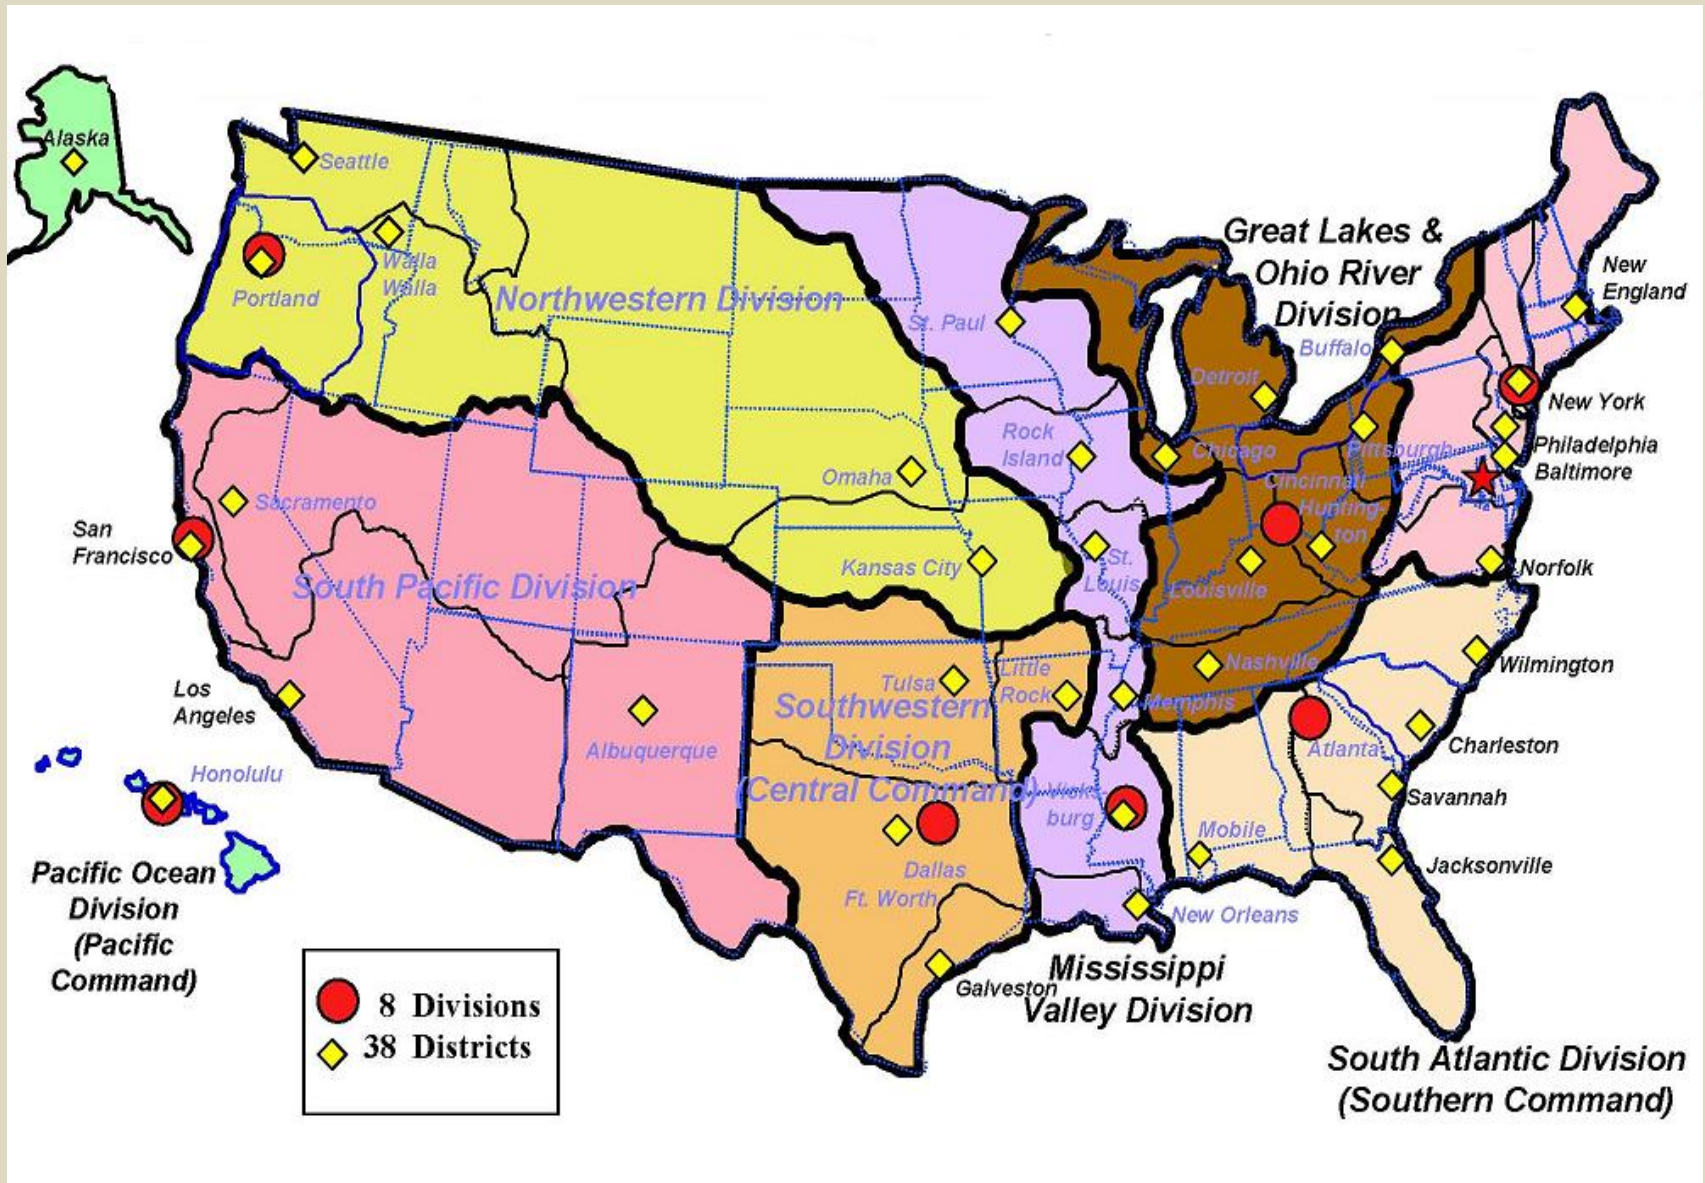 Alaska
Seattle
Walla
Walla
Portland
Northwestern Division
Great Lakes &
Ohio River
Division
New
England
St. Paul
Buffalo
Detroit
New York
Rock
Island
Chicago
Pittsburgh
Philadelphia
Baltimore
Omaha
Cincinnati
Hunting-
ton
Sacramento
San
Francisco
Kansas City
St.
Louis
Louisville
Norfolk
South Pacific Division
Los
Angeles
Tulsa
Little
Rock
Nashville
Memphis
Wilmington
Southwestern
Division
(Central Command)
Albuquerque
Atlanta
Charleston
Honolulu
Vicks-
burg
Savannah
Mobile
Jacksonville
Dallas
Ft. Worth
New Orleans
Pacific Ocean
Division
(Pacific
Command)
Galveston
Mississippi
Valley Division
8 Divisions
38 Districts
South Atlantic Division
(Southern Command)